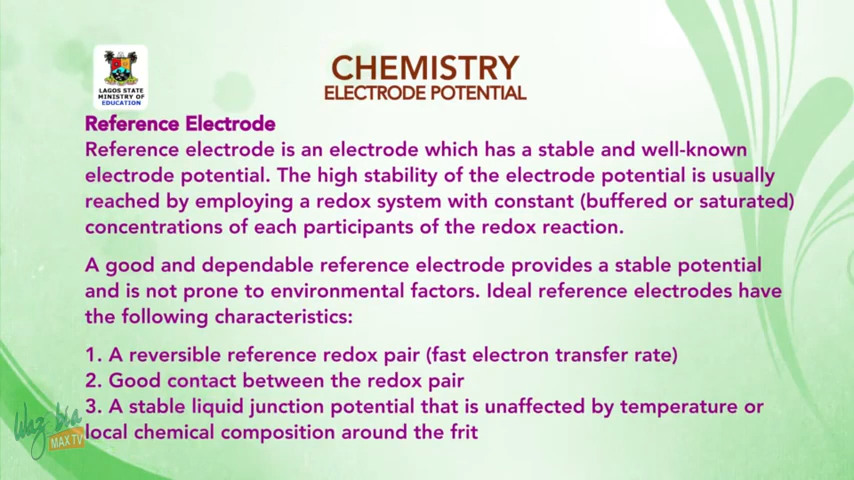 CHEMISTRY
ELECTRODE POTENTIAL
LAGOS STATE
MINISTRY OF
EDUCATION
Reference Electrode
Reference electrode is an electrode which has a stable and well-known
electrode potential. The high stability of the electrode potential is usually
reached by employing a redox system with constant (buffered or saturated)
concentrations of each participants of the redox reaction.
A good and dependable reference electrode provides a stable potential
and is not prone to environmental factors. Ideal reference electrodes have
the following characteristics:
1. A reversible reference redox pair (fast electron transfer rate)
2. Good contact between the redox pair
3. A stable liquid junction potential that is unaffected by temperature or
local chemical composition around the frit
MAX TV